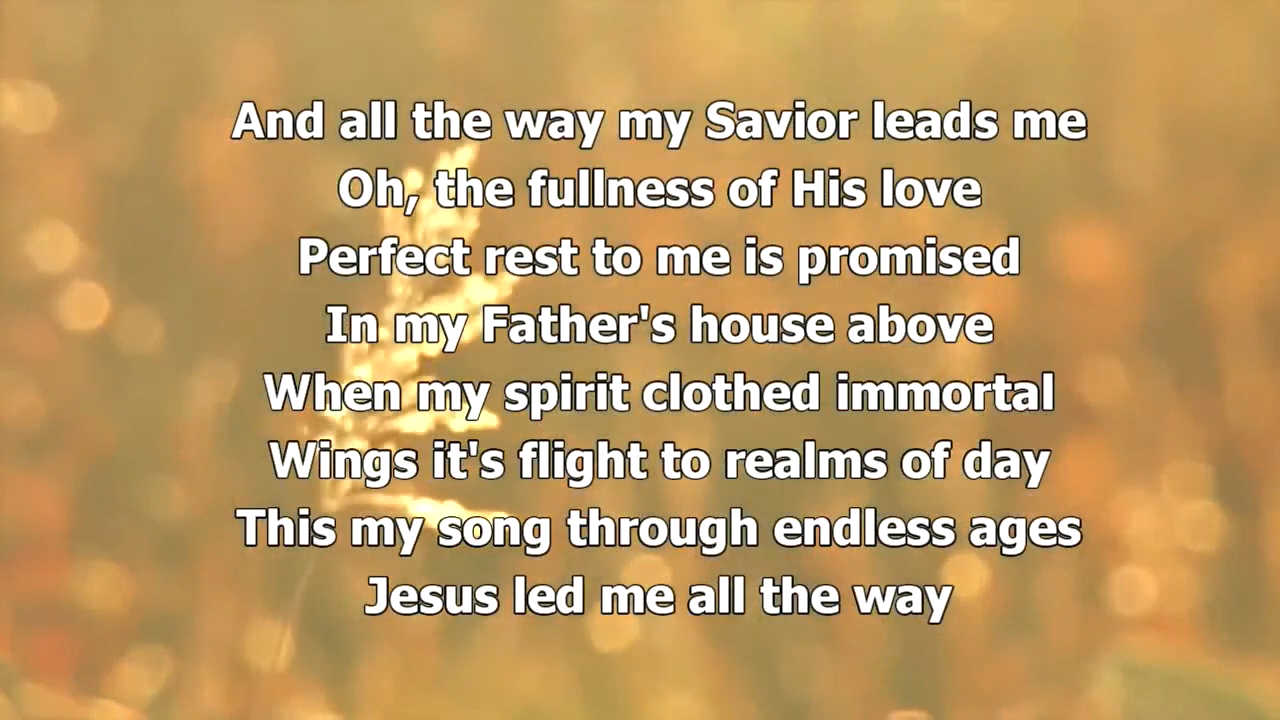 And all the way my Savior leads me
Oh, the fullness of His love
Perfect rest to me is promised
In my Father's house above
When my spirit clothed immortal
Wings it's flight to realms of day
This my song through endless ages
Jesus led me all the way